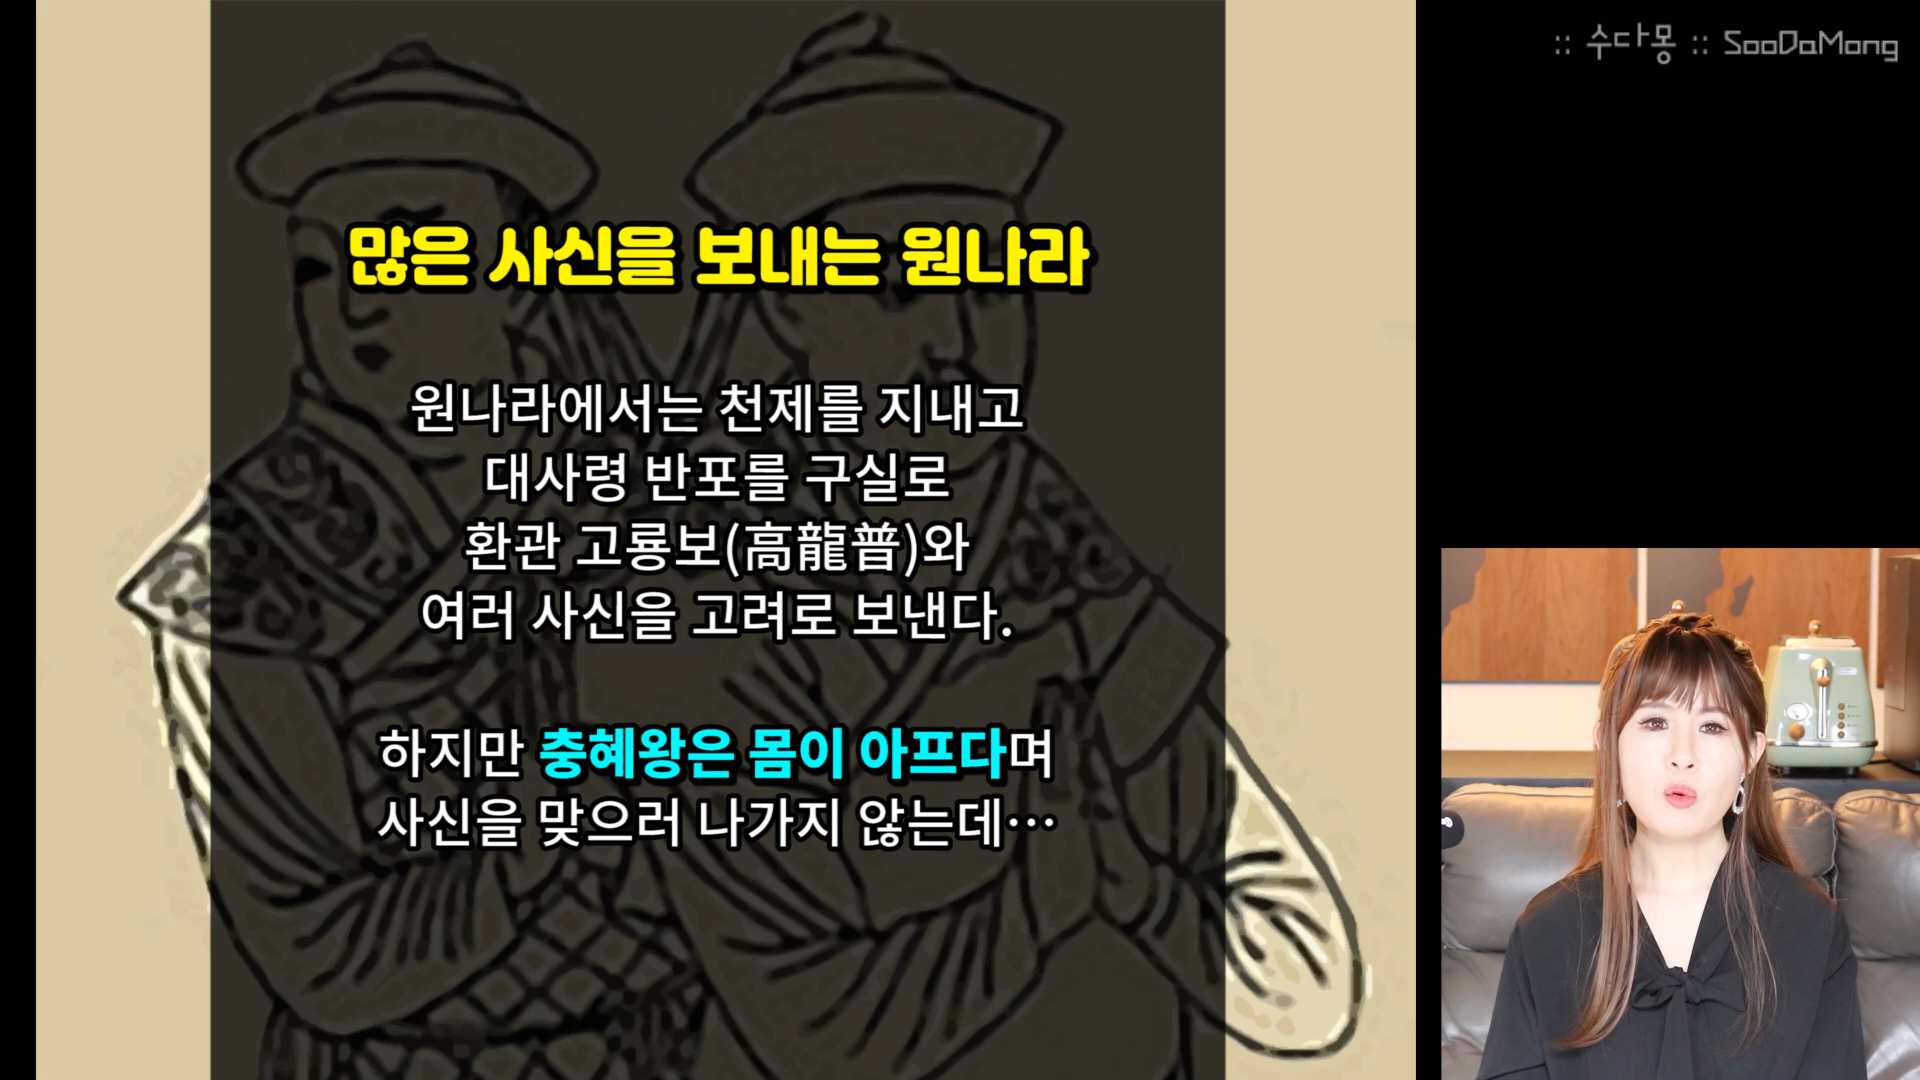 :: 수다몽 :: SooDaMong
많은 사신을 보내는 원나라
원나라에서는 천제를 지내고
대사령 반포를 구실로
환관 고룡보(高龍普)와
여러 사신을 고려로 보낸다.
하지만 충혜왕은 몸이 아프다며
사신을 맞으러 나가지 않는데…